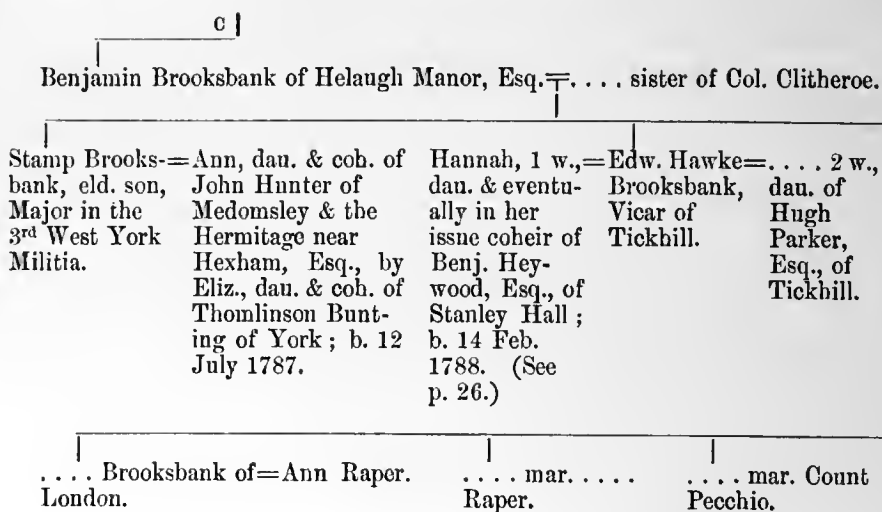 C
Benjamin Brooksbank of Helaugh Manor, Esq.=. . . . sister of Col. Clitheroe.
Stamp Brooks-=
bank, eld. son,
Major in the
3rd West York
Militia.
Ann, dau. & coh. of
John Hunter of
Medomsley & the
Hermitage near
Hexham, Esq., by
Eliz., dau. & coh. of
Thomlinson Bunt-
ing of York ; b. 12
July 1787.
Hannah, 1 w.,=
dau. & eventu-
ally in her
issue coheir of
Benj. Hey-
wood, Esq., of
Stanley Hall ;
b. 14 Feb.
1788. (See
p. 26.)
Edw. Hawke=
Brooksbank,
Vicar of
Tickhill.
. . . . 2 w.,
dau. of
Hugh
Parker,
Esq., of
Tickhill.
. . . . Brooksbank of=Ann Raper.
London.
. . . . mar. . . . .
Raper.
. . . . mar. Count
Pecchio.